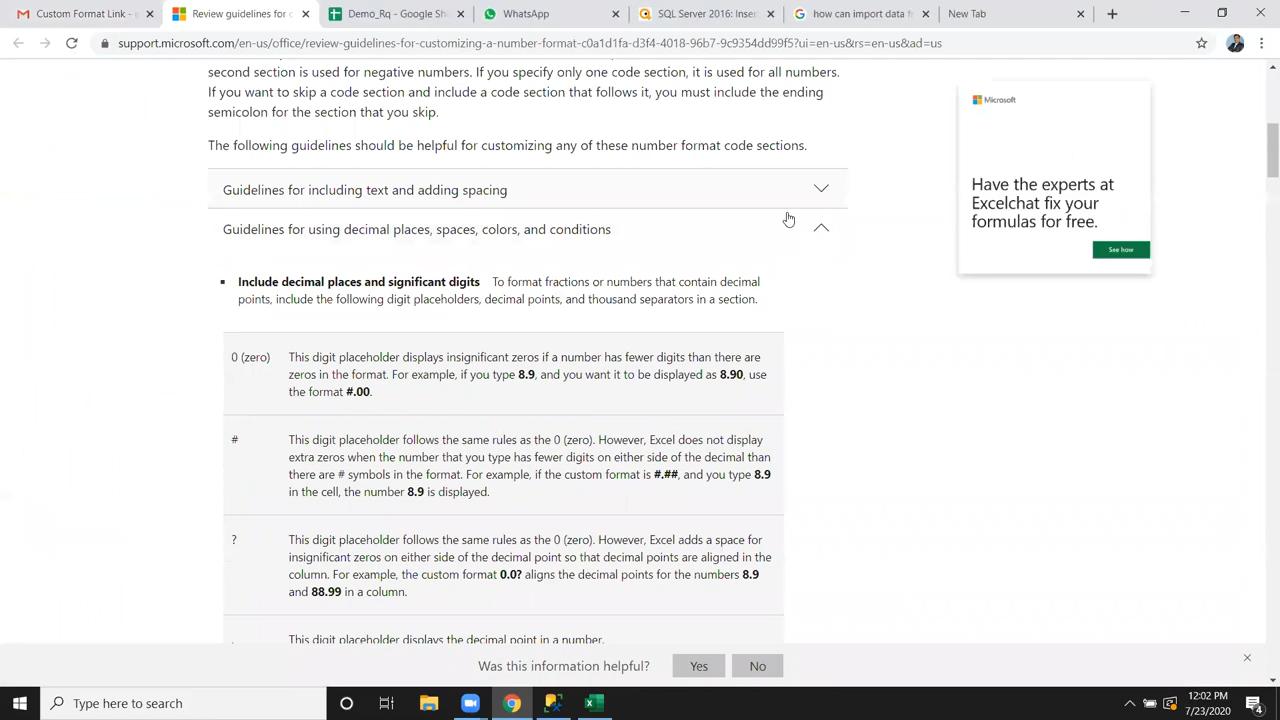 Custom Format Link -
Review guidelines for c
Demo_Rq - Google S
WhatsApp
SQL Server 2016: Inser
how can import data f
New Tab
support.microsoft.com/en-us/office/review-guidelines-for-customizing-a-number-format-c0a1d1fa-d3f4-4018-96b7-9c9354dd99f5?ui=en-us&rs=en-us&ad=us
second section is used for negative numbers. If you specify only one code section, it is used for all numbers.
If you want to skip a code section and include a code section that follows it, you must include the ending
semicolon for the section that you skip.
The following guidelines should be helpful for customizing any of these number format code sections.
Guidelines for including text and adding spacing
Guidelines for using decimal places, spaces, colors, and conditions
Include decimal places and significant digits To format fractions or numbers that contain decimal
points, include the following digit placeholders, decimal points, and thousand separators in a section.
0 (zero) This digit placeholder displays insignificant zeros if a number has fewer digits than there are
zeros in the format. For example, if you type 8.9, and you want it to be displayed as 8.90, use
the format #.00.
# This digit placeholder follows the same rules as the 0 (zero). However, Excel does not display
extra zeros when the number that you type has fewer digits on either side of the decimal than
there are # symbols in the format. For example, if the custom format is #.##, and you type 8.9
in the cell, the number 8.9 is displayed.
? This digit placeholder follows the same rules as the 0 (zero). However, Excel adds a space for
insignificant zeros on either side of the decimal point so that decimal points are aligned in the
column. For example, the custom format 0.0? aligns the decimal points for the numbers 8.9
and 88.99 in a column.
. This digit placeholder displays the decimal point in a number.
Microsoft
Have the experts at
Excelchat fix your
formulas for free.
See how
Was this information helpful?
Yes
No
Type here to search
12:02 PM
7/23/2020
4